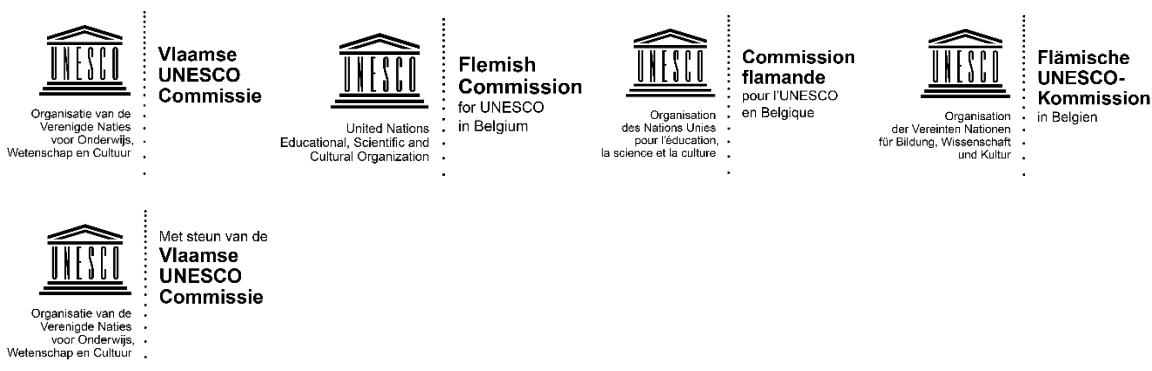 UNESCO
Organisatie van de
Verenigde Naties
voor Onderwijs,
Wetenschap en Cultuur
Vlaamse
UNESCO
Commissie
UNESCO
United Nations
Educational, Scientific and
Cultural Organization
Flemish
Commission
for UNESCO
in Belgium
UNESCO
Organisation
des Nations Unies
pour l'éducation,
la science et la culture
Commission
flamande
pour l'UNESCO
en Belgique
UNESCO
Organisation
der Vereinten Nationen
für Bildung, Wissenschaft
und Kultur
Flämische
UNESCO-
Kommission
in Belgien
UNESCO
Organisatie van de
Verenigde Naties
voor Onderwijs,
Wetenschap en Cultuur
Met steun van de
Vlaamse
UNESCO
Commissie